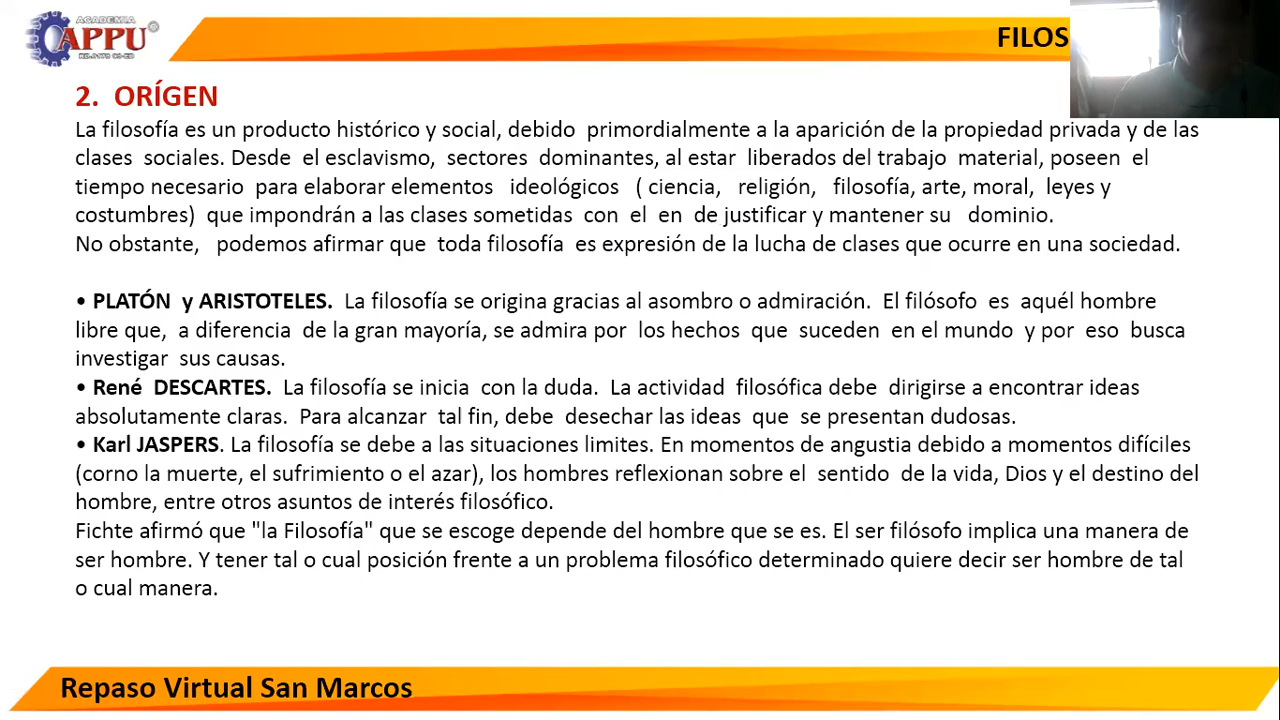 ACADEMIA
APPU
FILOS
2. ORÍGEN
La filosofía es un producto histórico y social, debido primordialmente a la aparición de la propiedad privada y de las
clases sociales. Desde el esclavismo, sectores dominantes, al estar liberados del trabajo material, poseen el
tiempo necesario para elaborar elementos ideológicos ( ciencia, religión, filosofía, arte, moral, leyes y
costumbres) que impondrán a las clases sometidas con el en de justificar y mantener su dominio.
No obstante, podemos afirmar que toda filosofía es expresión de la lucha de clases que ocurre en una sociedad.
• PLATÓN y ARISTOTELES. La filosofía se origina gracias al asombro o admiración. El filósofo es aquél hombre
libre que, a diferencia de la gran mayoría, se admira por los hechos que suceden en el mundo y por eso busca
investigar sus causas.
• René DESCARTES. La filosofía se inicia con la duda. La actividad filosófica debe dirigirse a encontrar ideas
absolutamente claras. Para alcanzar tal fin, debe desechar las ideas que se presentan dudosas.
• Karl JASPERS. La filosofía se debe a las situaciones limites. En momentos de angustia debido a momentos difíciles
(corno la muerte, el sufrimiento o el azar), los hombres reflexionan sobre el sentido de la vida, Dios y el destino del
hombre, entre otros asuntos de interés filosófico.
Fichte afirmó que "la Filosofía" que se escoge depende del hombre que se es. El ser filósofo implica una manera de
ser hombre. Y tener tal o cual posición frente a un problema filosófico determinado quiere decir ser hombre de tal
o cual manera.
Repaso Virtual San Marcos